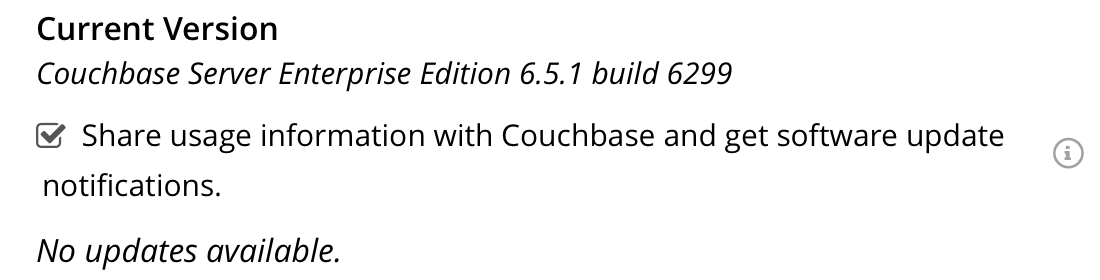 Current Version
Couchbase Server Enterprise Edition 6.5.1 build 6299
Share usage information with Couchbase and get software update
notifications.
No updates available.